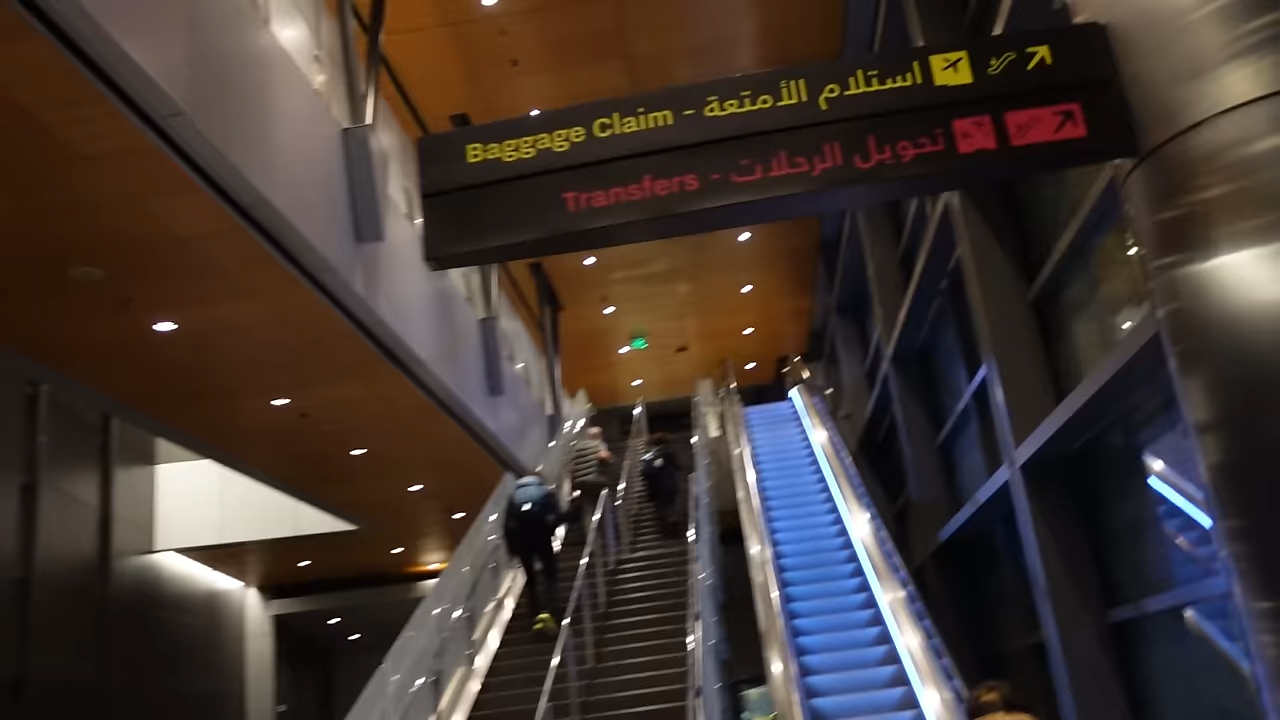 Baggage Claim - استلام الأمتعة
Transfers - تحويل الرحلات